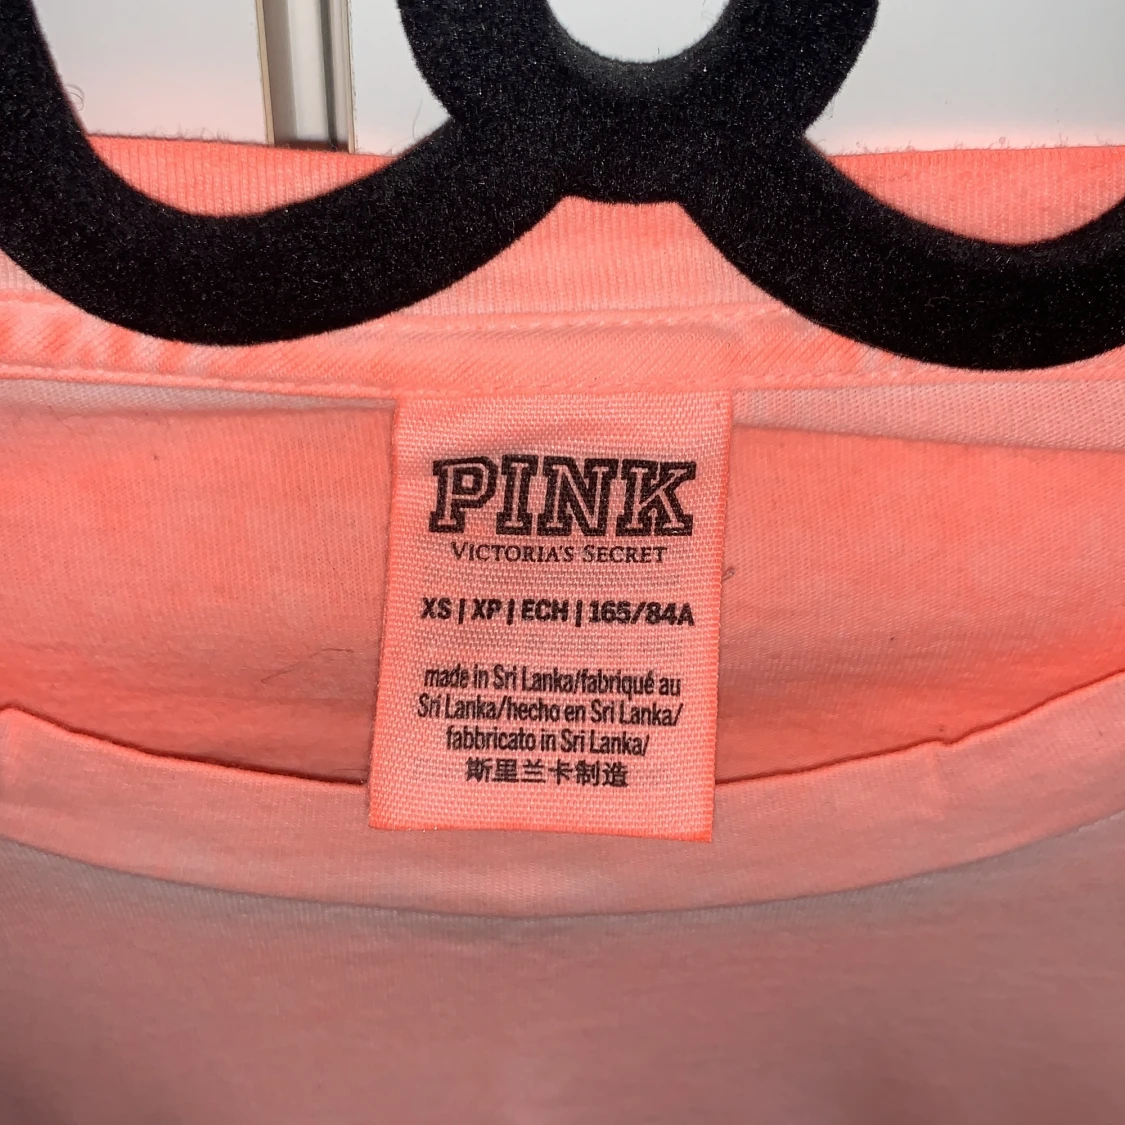 PINK
VICTORIA'S SECRET
XS | XP | ECH | 165/84A
made in Sri Lanka/fabriqué au
Sri Lanka/hecho en Sri Lanka/
fabbricato in Sri Lanka/
斯里兰卡制造